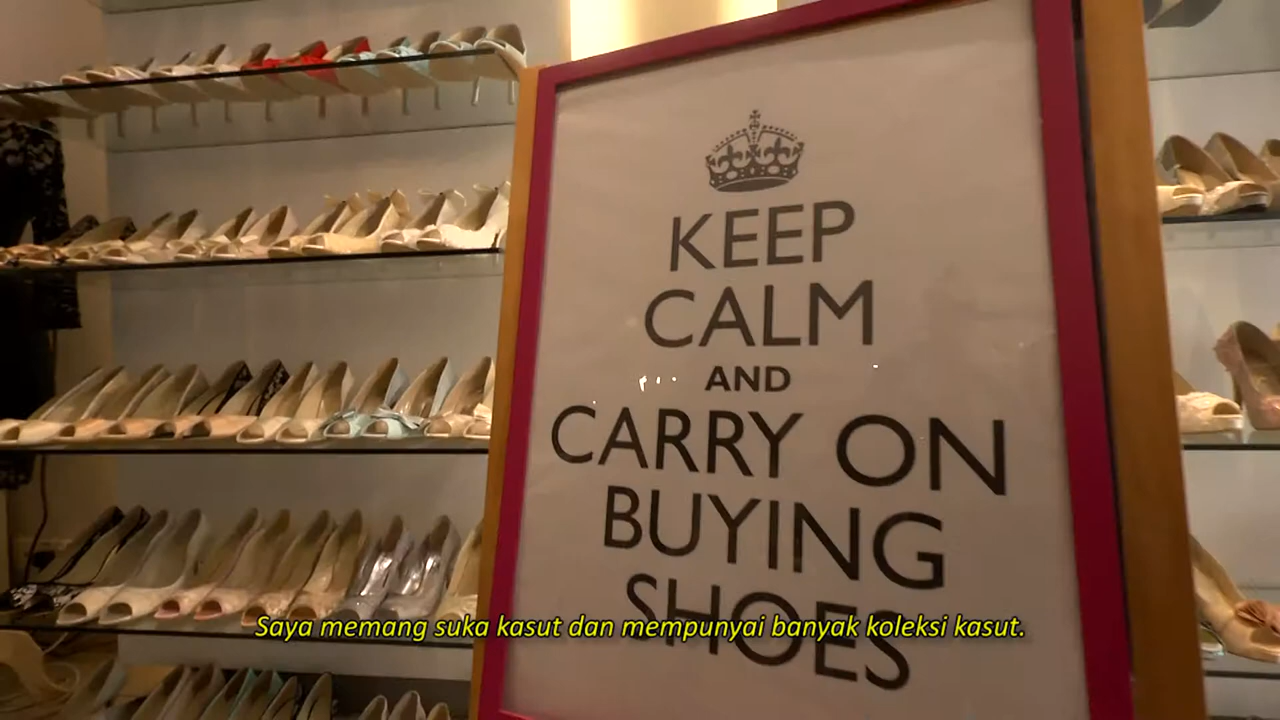 KEEP
CALM
AND
CARRY ON
BUYING
SHOES
Saya memang suka kasut dan mempunyai banyak koleksi kasut.